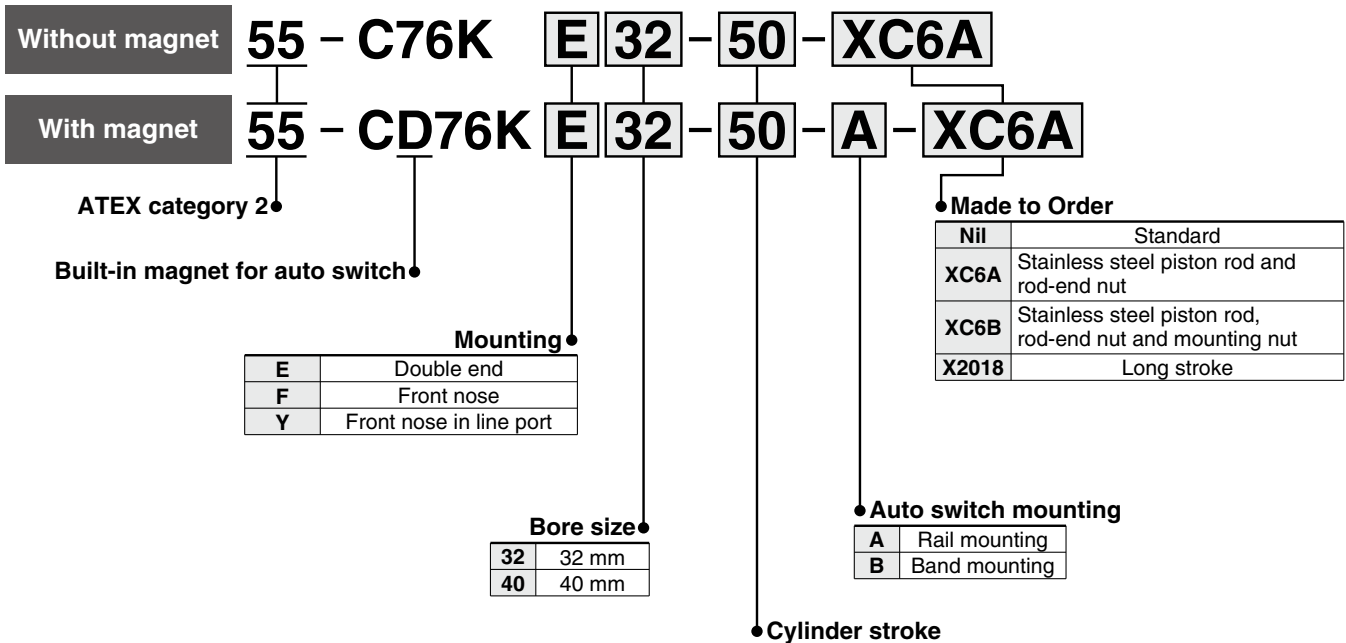 Without magnet 55 – C76K E 32 – 50 – XC6A
With magnet 55 – CD76K E 32 – 50 – A – XC6A
ATEX category 2
Built-in magnet for auto switch
Mounting
E Double end
F Front nose
Y Front nose in line port
Bore size
32 32 mm
40 40 mm
Cylinder stroke
Auto switch mounting
A Rail mounting
B Band mounting
Made to Order
Nil Standard
XC6A Stainless steel piston rod and
rod-end nut
XC6B Stainless steel piston rod,
rod-end nut and mounting nut
X2018 Long stroke